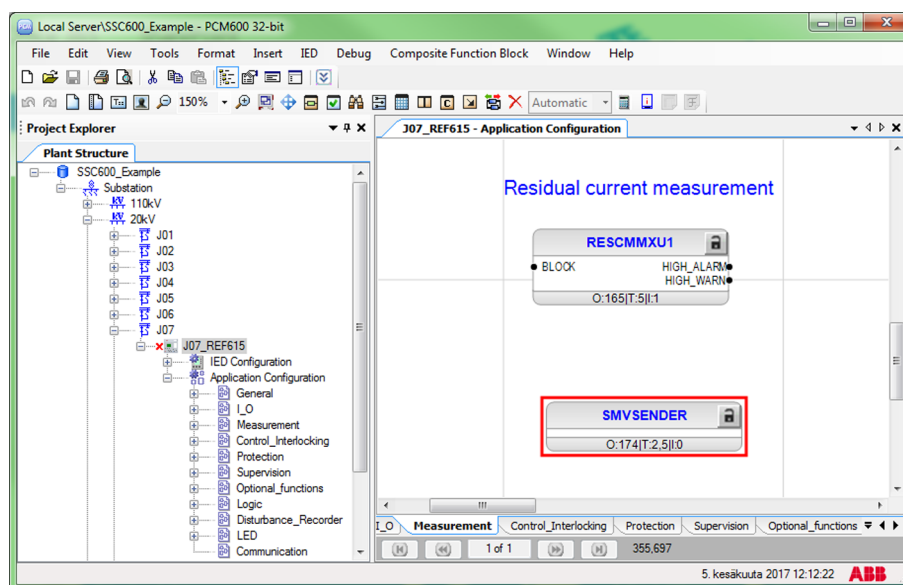 Local Server\SSC600_Example - PCM600 32-bit
File Edit View Tools Format Insert IED Debug Composite Function Block Window Help
150% Automatic
Project Explorer
J07_REF615 - Application Configuration
Plant Structure
SSC600_Example
Substation
110kV
20kV
J01
J02
J03
J04
J05
J06
J07
J07_REF615
IED Configuration
Application Configuration
General
I_O
Measurement
Control_Interlocking
Protection
Supervision
Optional_functions
Logic
Disturbance_Recorder
LED
Communication
Residual current measurement
RESCMMXU1
BLOCK HIGH_ALARM
HIGH_WARN
O:165|T:5|I:1
SMVSENDER
O:174|T:2,5|I:0
I_O Measurement Control_Interlocking Protection Supervision Optional_functions
1 of 1 355,697
5. kesäkuuta 2017 12:12:22 ABB